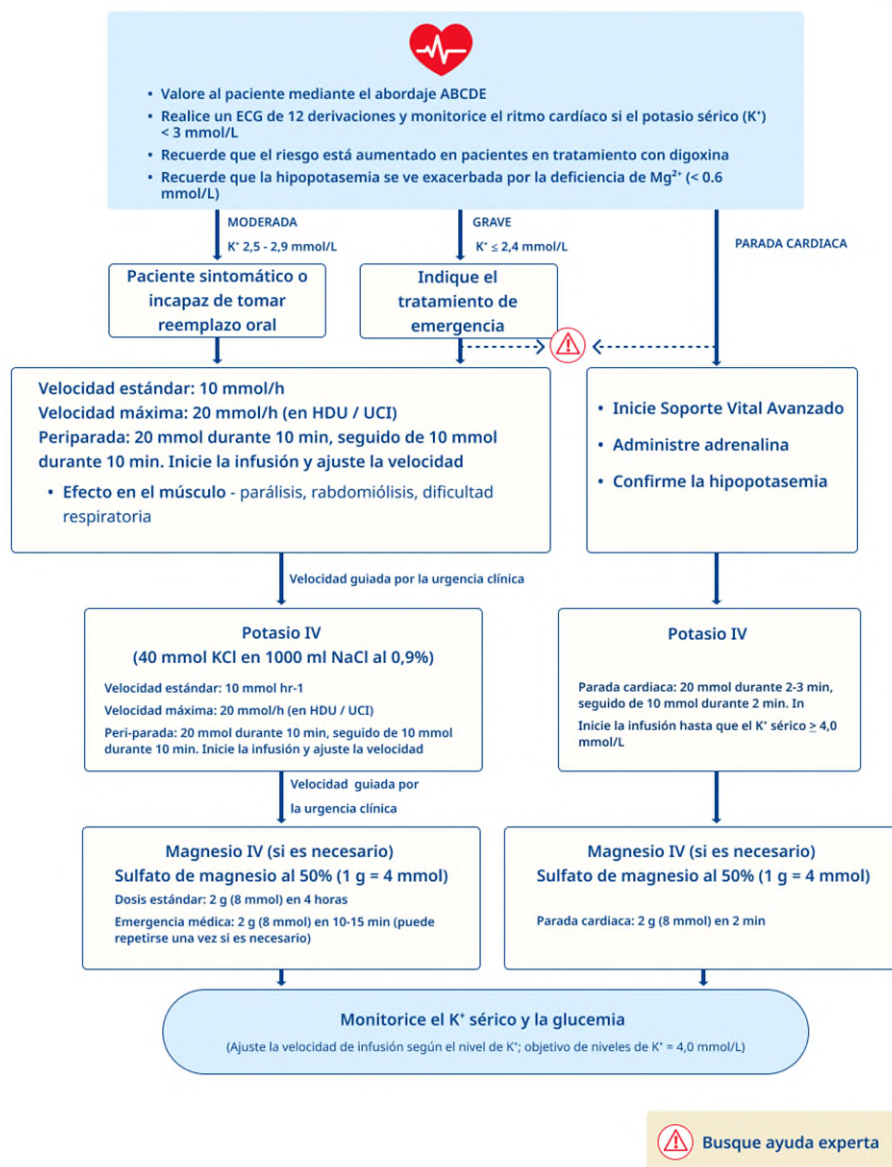 • Valore al paciente mediante el abordaje ABCDE
• Realice un ECG de 12 derivaciones y monitorice el ritmo cardíaco si el potasio sérico (K⁺)
< 3 mmol/L
• Recuerde que el riesgo está aumentado en pacientes en tratamiento con digoxina
• Recuerde que la hipopotasemia se ve exacerbada por la deficiencia de Mg²⁺ (< 0.6
mmol/L)
MODERADA
K⁺ 2,5 - 2,9 mmol/L
GRAVE
K⁺ ≤ 2,4 mmol/L
PARADA CARDIACA
Paciente sintomático o
incapaz de tomar
reemplazo oral
Indique el
tratamiento de
emergencia
Velocidad estándar: 10 mmol/h
Velocidad máxima: 20 mmol/h (en HDU / UCI)
Periparada: 20 mmol durante 10 min, seguido de 10 mmol
durante 10 min. Inicie la infusión y ajuste la velocidad
• Efecto en el músculo - parálisis, rabdomiólisis, dificultad
respiratoria
• Inicie Soporte Vital Avanzado
• Administre adrenalina
• Confirme la hipopotasemia
Velocidad guiada por la urgencia clínica
Potasio IV
(40 mmol KCl en 1000 ml NaCl al 0,9%)
Velocidad estándar: 10 mmol hr-1
Velocidad máxima: 20 mmol/h (en HDU / UCI)
Peri-parada: 20 mmol durante 10 min, seguido de 10 mmol
durante 10 min. Inicie la infusión y ajuste la velocidad
Potasio IV
Parada cardiaca: 20 mmol durante 2-3 min,
seguido de 10 mmol durante 2 min. In
Inicie la infusión hasta que el K⁺ sérico ≥ 4,0
mmol/L
Velocidad guiada por
la urgencia clínica
Magnesio IV (si es necesario)
Sulfato de magnesio al 50% (1 g = 4 mmol)
Dosis estándar: 2 g (8 mmol) en 4 horas
Emergencia médica: 2 g (8 mmol) en 10-15 min (puede
repetirse una vez si es necesario)
Magnesio IV (si es necesario)
Sulfato de magnesio al 50% (1 g = 4 mmol)
Parada cardiaca: 2 g (8 mmol) en 2 min
Monitorice el K⁺ sérico y la glucemia
(Ajuste la velocidad de infusión según el nivel de K⁺; objetivo de niveles de K⁺ = 4,0 mmol/L)
Busque ayuda experta